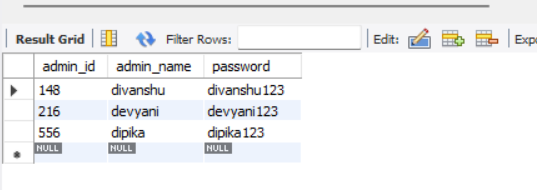 Result Grid Filter Rows: Edit: Expo
admin_id admin_name password
148 divanshu divanshu123
216 devyani devyani123
556 dipika dipika123
NULL NULL NULL